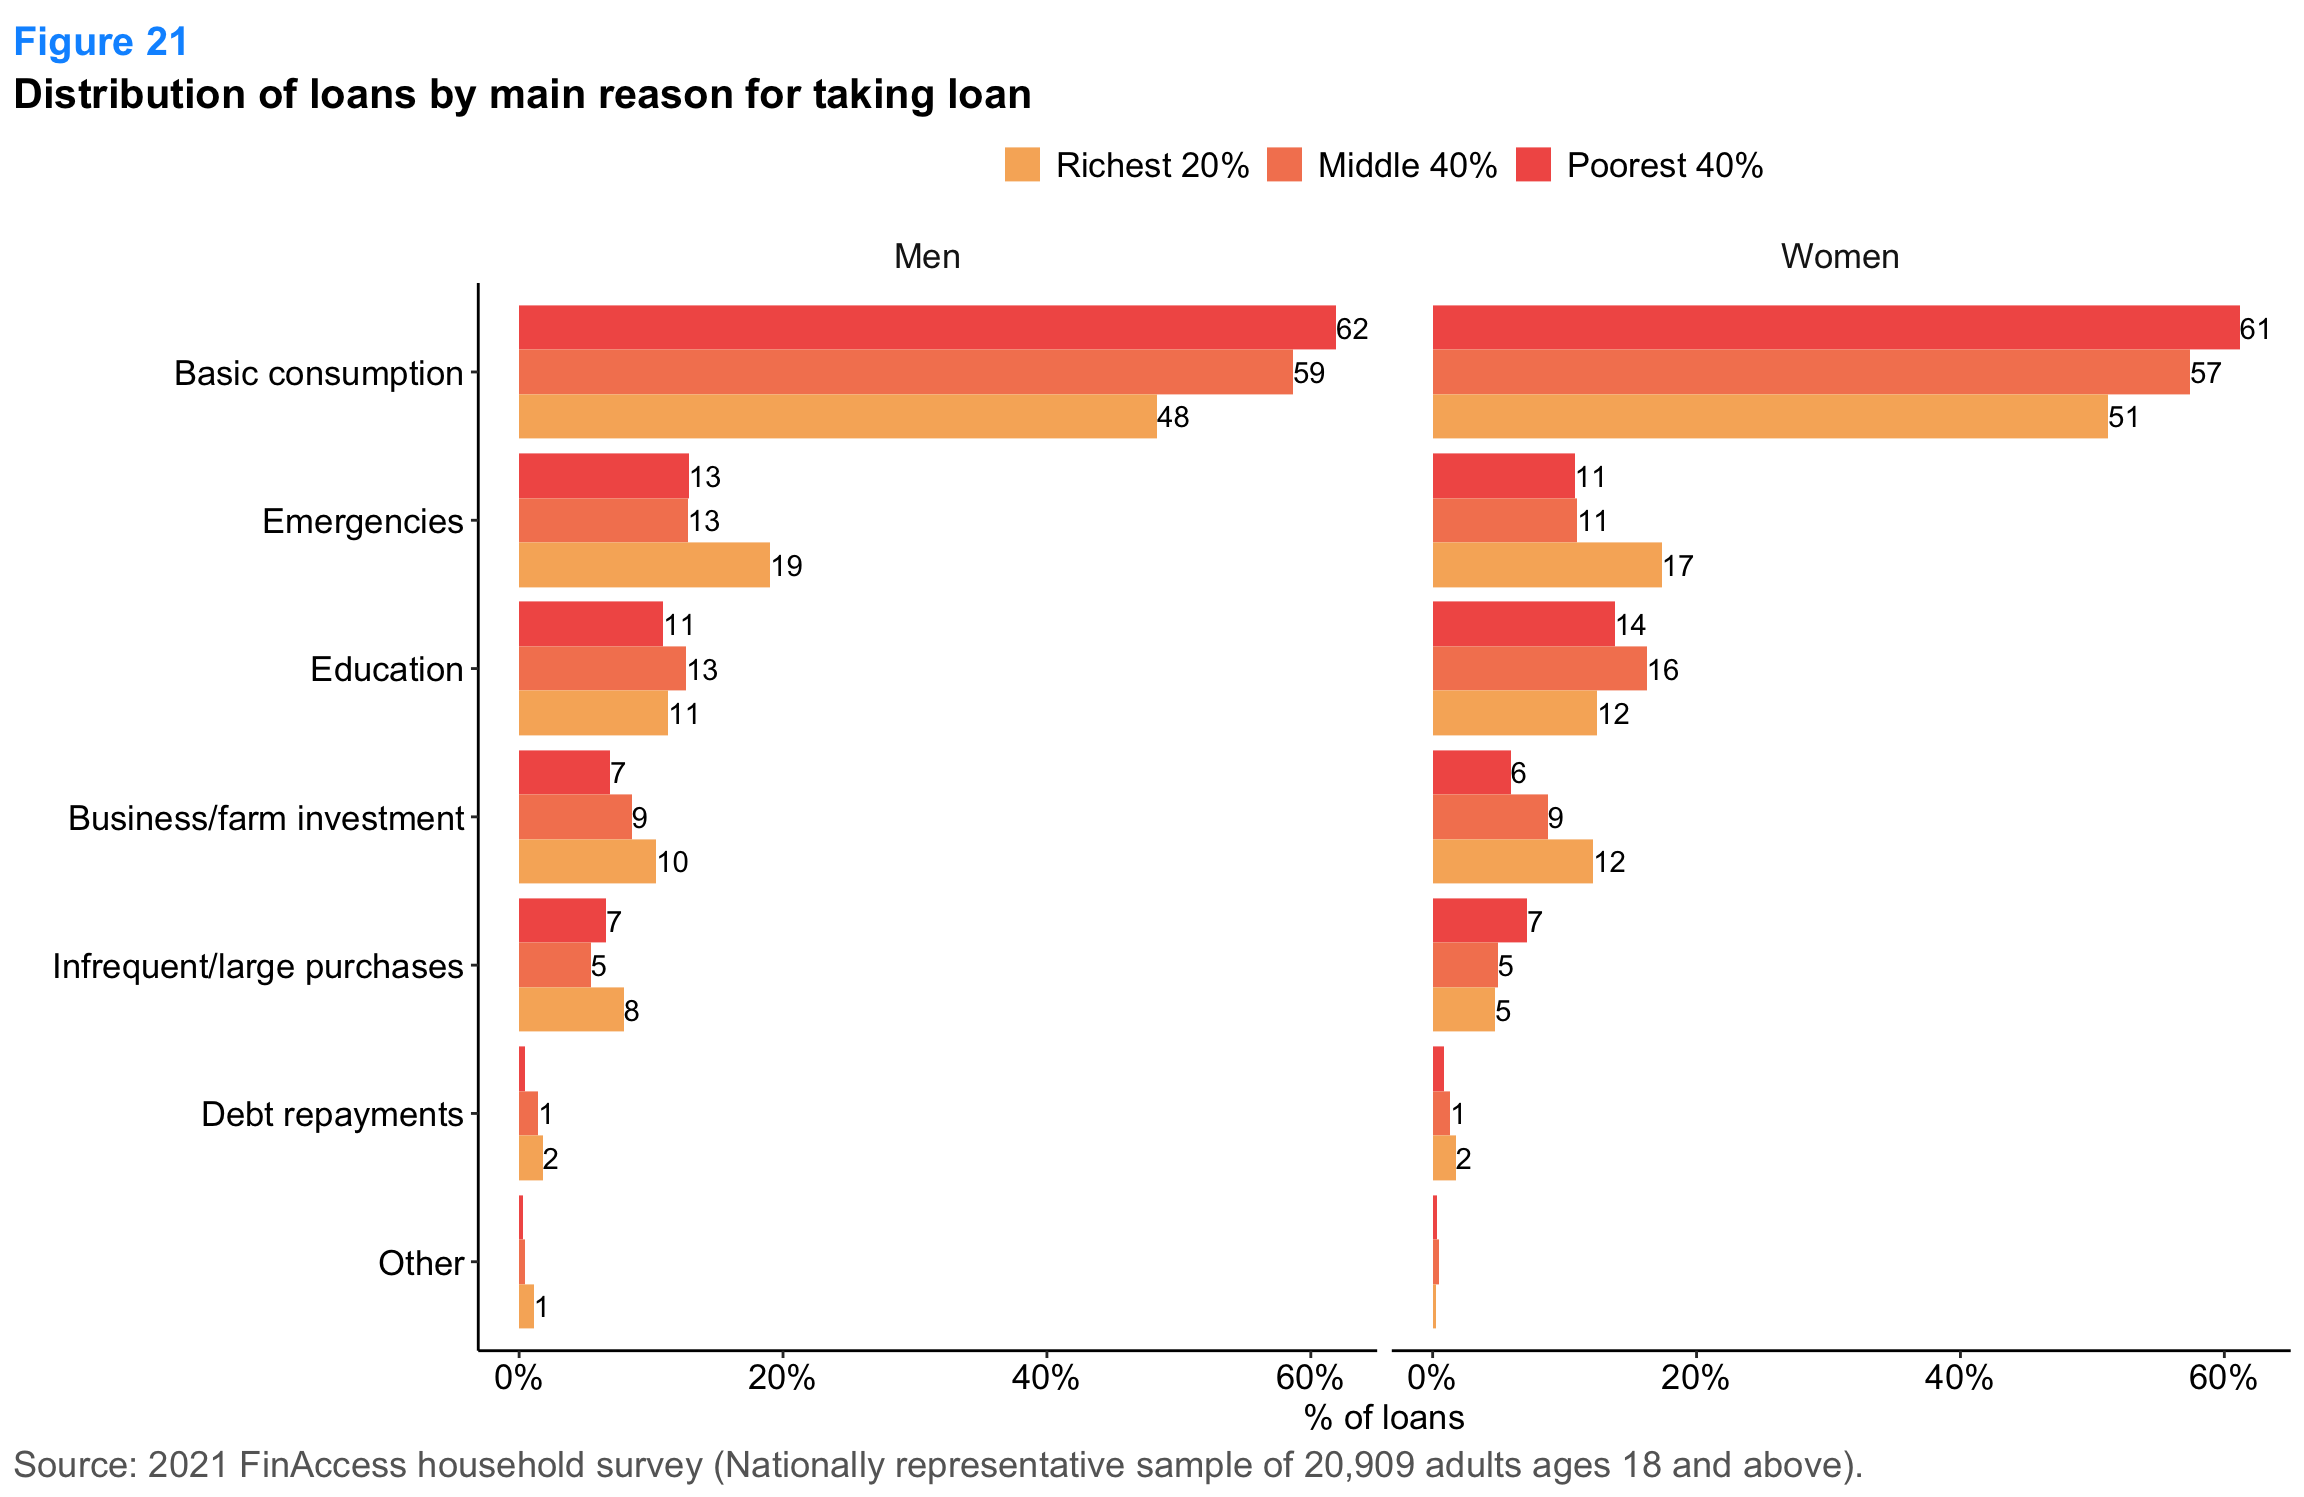 Figure 21
Distribution of loans by main reason for taking loan
Richest 20% Middle 40% Poorest 40%
Men Women
Basic consumption
62
59
48
61
57
51
Emergencies
13
13
19
11
11
17
Education
11
13
11
14
16
12
Business/farm investment
7
9
10
6
9
12
Infrequent/large purchases
7
5
8
7
5
5
Debt repayments
1
2
1
2
Other
1
0% 20% 40% 60% 0% 20% 40% 60%
% of loans
Source: 2021 FinAccess household survey (Nationally representative sample of 20,909 adults ages 18 and above).